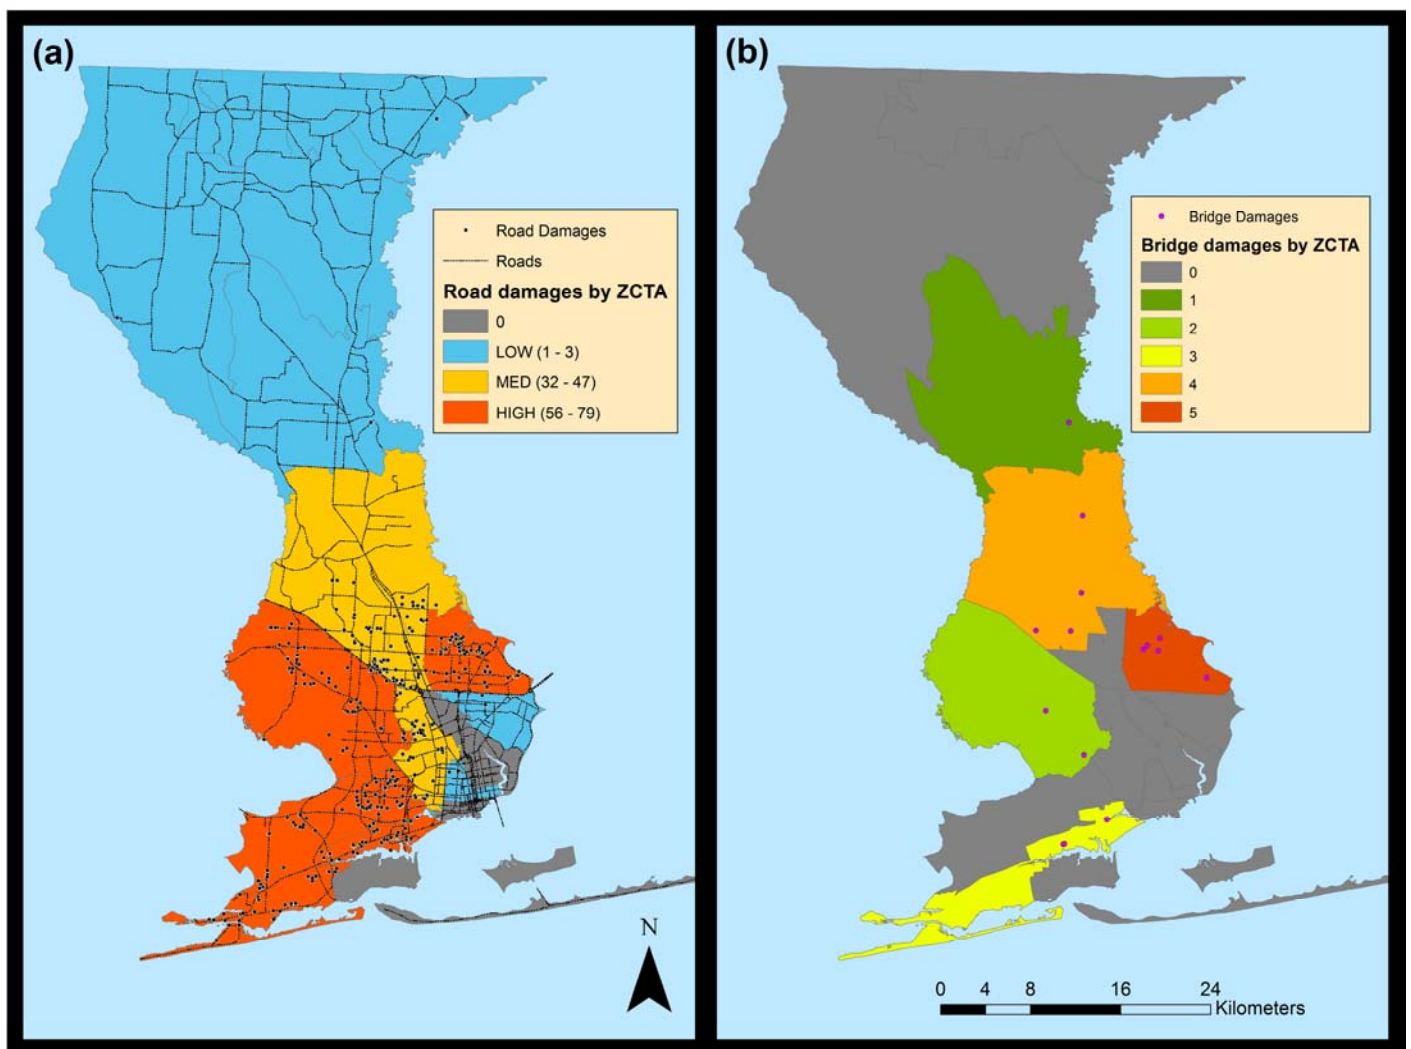 (a)
Road Damages
Roads
Road damages by ZCTA
0
LOW (1 - 3)
MED (32 - 47)
HIGH (56 - 79)
N
(b)
Bridge Damages
Bridge damages by ZCTA
0
1
2
3
4
5
0 4 8 16 24
Kilometers